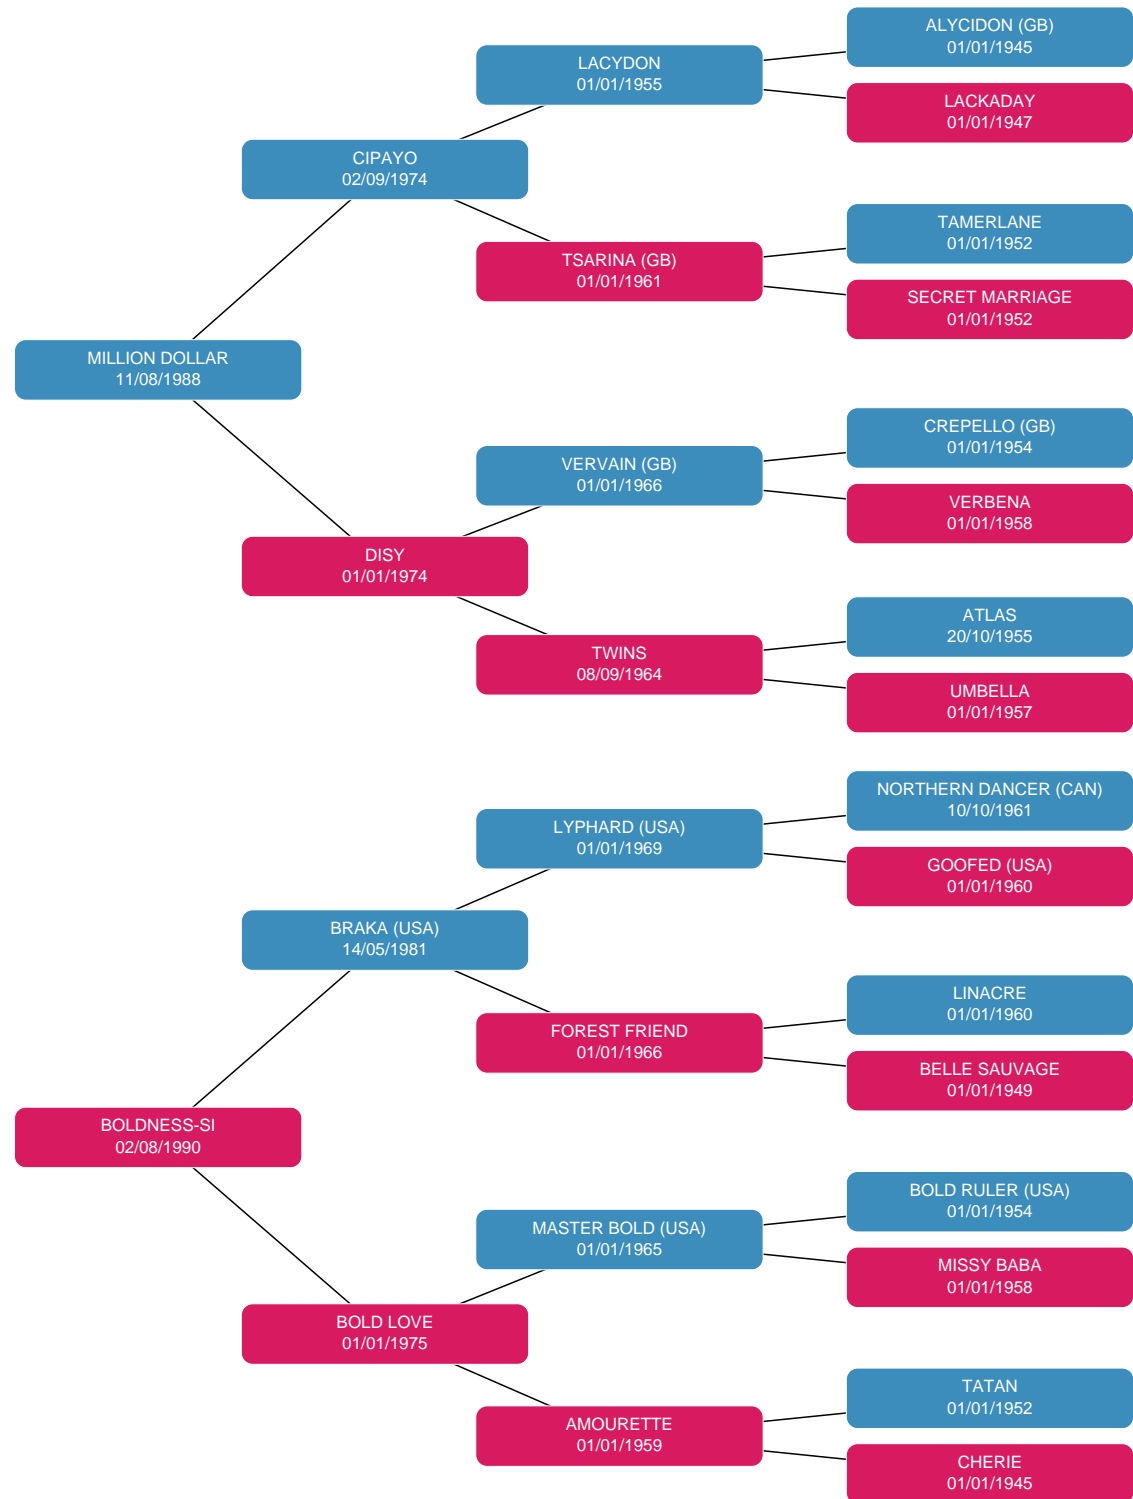 ALYCIDON (GB)
01/01/1945
LACYDON
01/01/1955
LACKADAY
01/01/1947
CIPAYO
02/09/1974
TAMERLANE
01/01/1952
TSARINA (GB)
01/01/1961
SECRET MARRIAGE
01/01/1952
MILLION DOLLAR
11/08/1988
CREPELLO (GB)
01/01/1954
VERVAIN (GB)
01/01/1966
VERBENA
01/01/1958
DISY
01/01/1974
ATLAS
20/10/1955
TWINS
08/09/1964
UMBELLA
01/01/1957
NORTHERN DANCER (CAN)
10/10/1961
LYPHARD (USA)
01/01/1969
GOOFED (USA)
01/01/1960
BRAKA (USA)
14/05/1981
LINACRE
01/01/1960
FOREST FRIEND
01/01/1966
BELLE SAUVAGE
01/01/1949
BOLDNESS-SI
02/08/1990
BOLD RULER (USA)
01/01/1954
MASTER BOLD (USA)
01/01/1965
MISSY BABA
01/01/1958
BOLD LOVE
01/01/1975
TATAN
01/01/1952
AMOURETTE
01/01/1959
CHERIE
01/01/1945